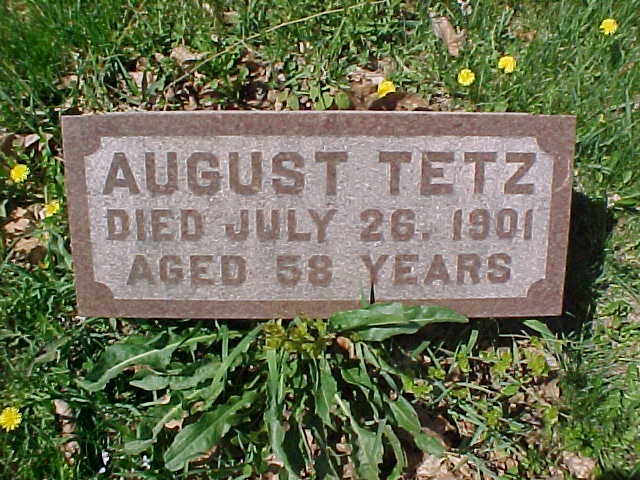 AUGUST TETZ
DIED JULY 26. 1901
AGED 58 YEARS